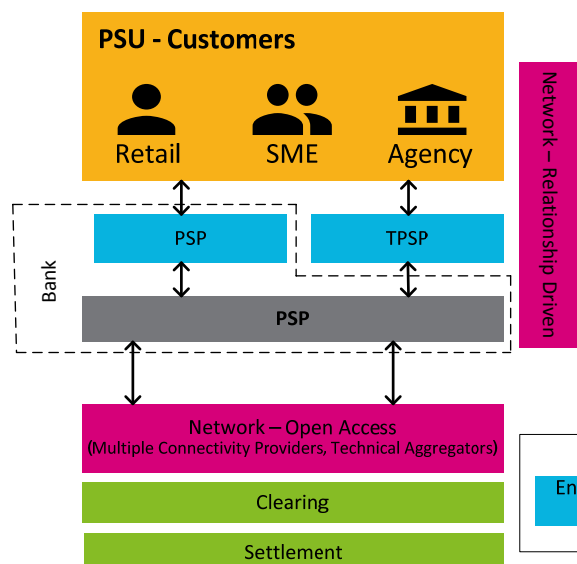 PSU - Customers
Retail
SME
Agency
Network – Relationship Driven
PSP
TPSP
Bank
PSP
Network – Open Access
(Multiple Connectivity Providers, Technical Aggregators)
Clearing
Settlement